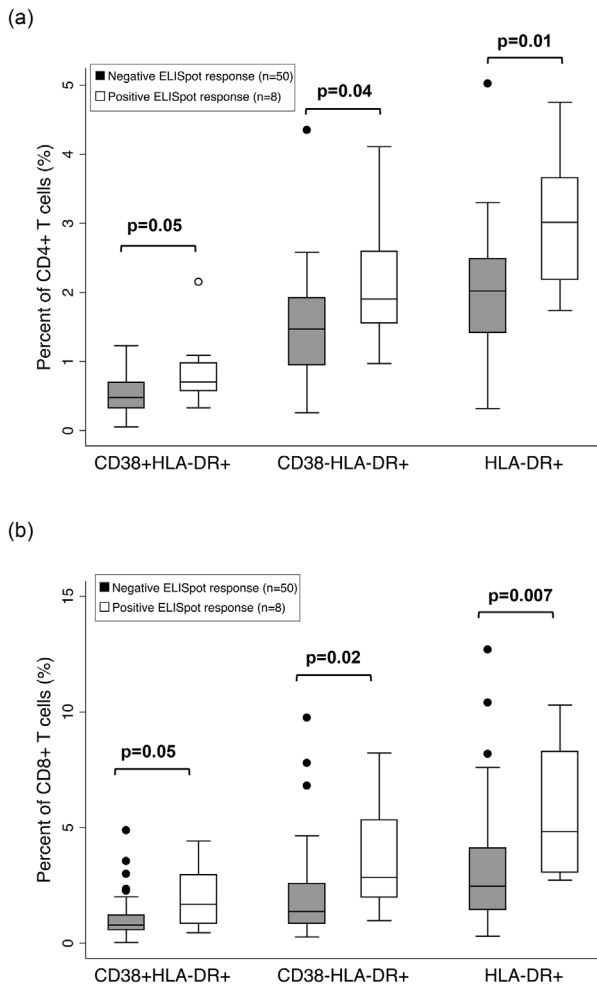 (a)
p=0.01
Negative ELISpot response (n=50)
Positive ELISpot response (n=8)
p=0.04
p=0.05
Percent of CD4+ T cells (%)
5
4
3
2
1
0
CD38+HLA-DR+ CD38-HLA-DR+ HLA-DR+
(b)
Negative ELISpot response (n=50)
Positive ELISpot response (n=8)
p=0.007
p=0.02
p=0.05
Percent of CD8+ T cells (%)
15
10
5
0
CD38+HLA-DR+ CD38-HLA-DR+ HLA-DR+